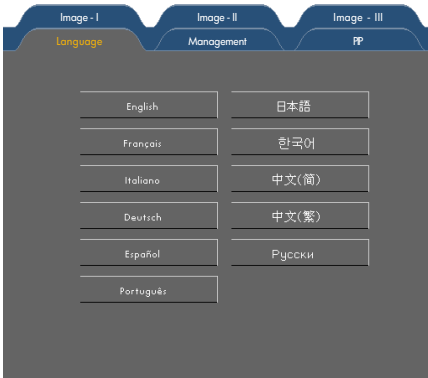 Image - I Image - II Image - III
Language Management PIP
English 日本語
Français 한국어
Italiano 中文(简)
Deutsch 中文(繁)
Español Русски
Português